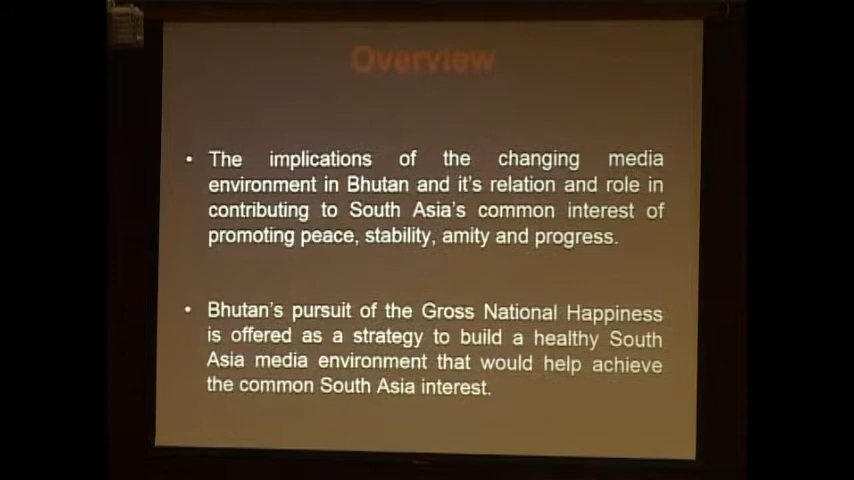 Overview
• The implications of the changing media
environment in Bhutan and it's relation and role in
contributing to South Asia's common interest of
promoting peace, stability, amity and progress.
• Bhutan's pursuit of the Gross National Happiness
is offered as a strategy to build a healthy South
Asia media environment that would help achieve
the common South Asia interest.